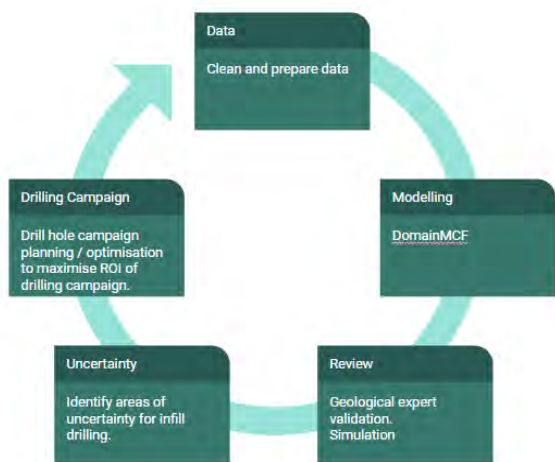 Data
Clean and prepare data
Modelling
DomainMCF
Review
Geological expert
validation.
Simulation
Uncertainty
Identify areas of
uncertainty for infill
drilling.
Drilling Campaign
Drill hole campaign
planning / optimisation
to maximise ROI of
drilling campaign.